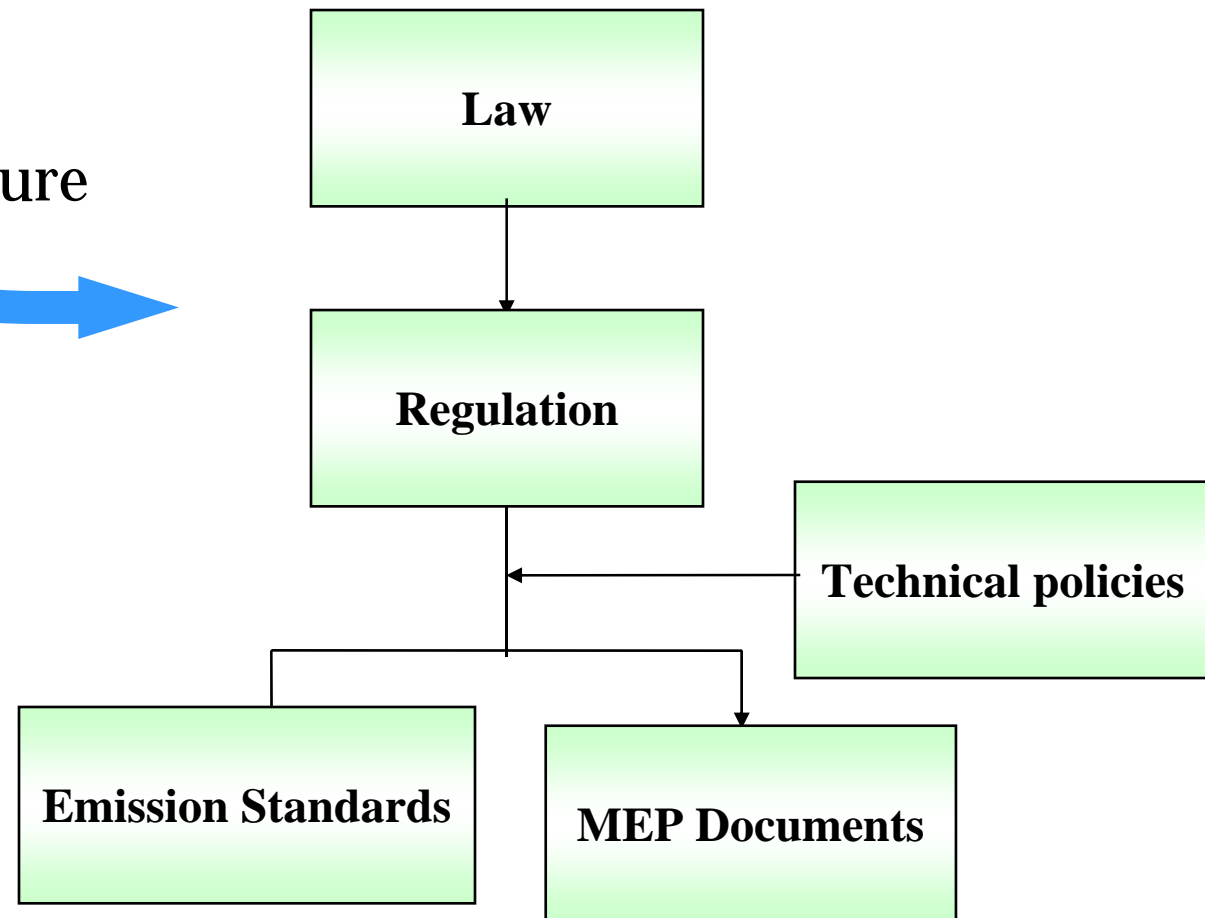 Law
ure
Regulation
Technical policies
Emission Standards
MEP Documents